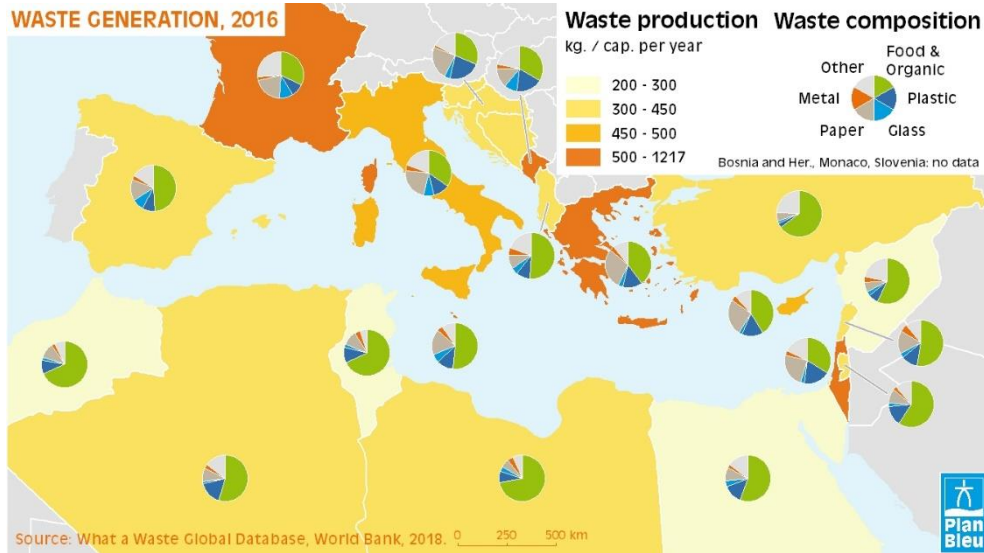 WASTE GENERATION, 2016
Waste production
kg. / cap. per year
200 - 300
300 - 450
450 - 500
500 - 1217
Waste composition
Food &
Organic
Other
Metal
Plastic
Paper
Glass
Bosnia and Her., Monaco, Slovenia: no data
Source: What a Waste Global Database, World Bank, 2018.
0 250 500 km
Plan
Bleu